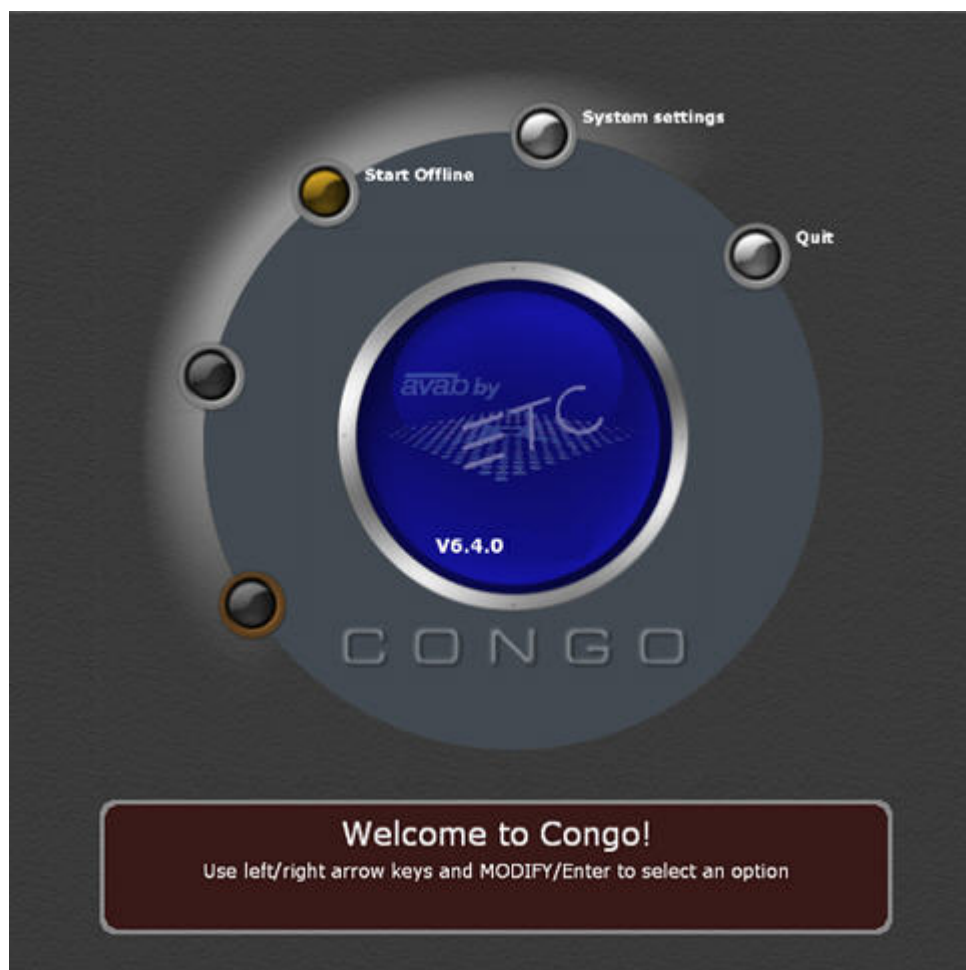 System settings
Start Offline
Quit
avab by
ETC
V6.4.0
CONGO
Welcome to Congo!
Use left/right arrow keys and MODIFY/Enter to select an option